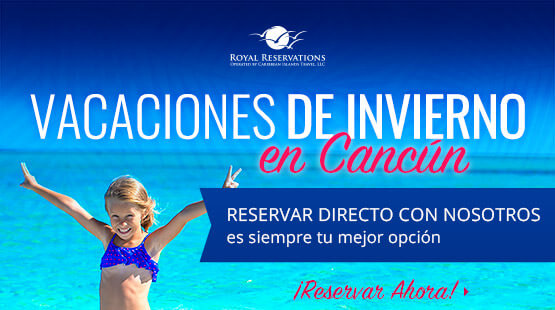 ROYAL RESERVATIONS
OPERATED BY CARIBBEAN ISLANDS TRAVEL, LLC
VACACIONES DE INVIERNO
en Cancún
RESERVAR DIRECTO CON NOSOTROS
es siempre tu mejor opción
¡Reservar Ahora!